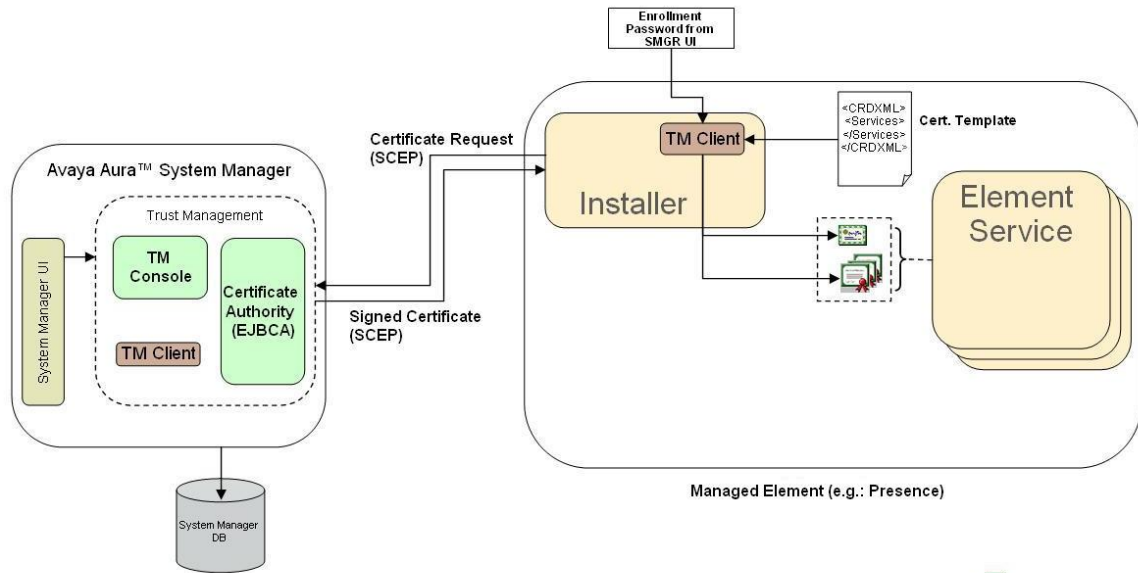 Enrollment
Password from
SMGR UI
<CRDXML>
<Services>
</Services>
</CRDXML>
Cert. Template
TM Client
Installer
Certificate Request
(SCEP)
Avaya Aura™ System Manager
Trust Management
System Manager UI
TM
Console
Certificate
Authority
(EJBCA)
TM Client
Signed Certificate
(SCEP)
Element
Service
Managed Element (e.g.: Presence)
System Manager
DB